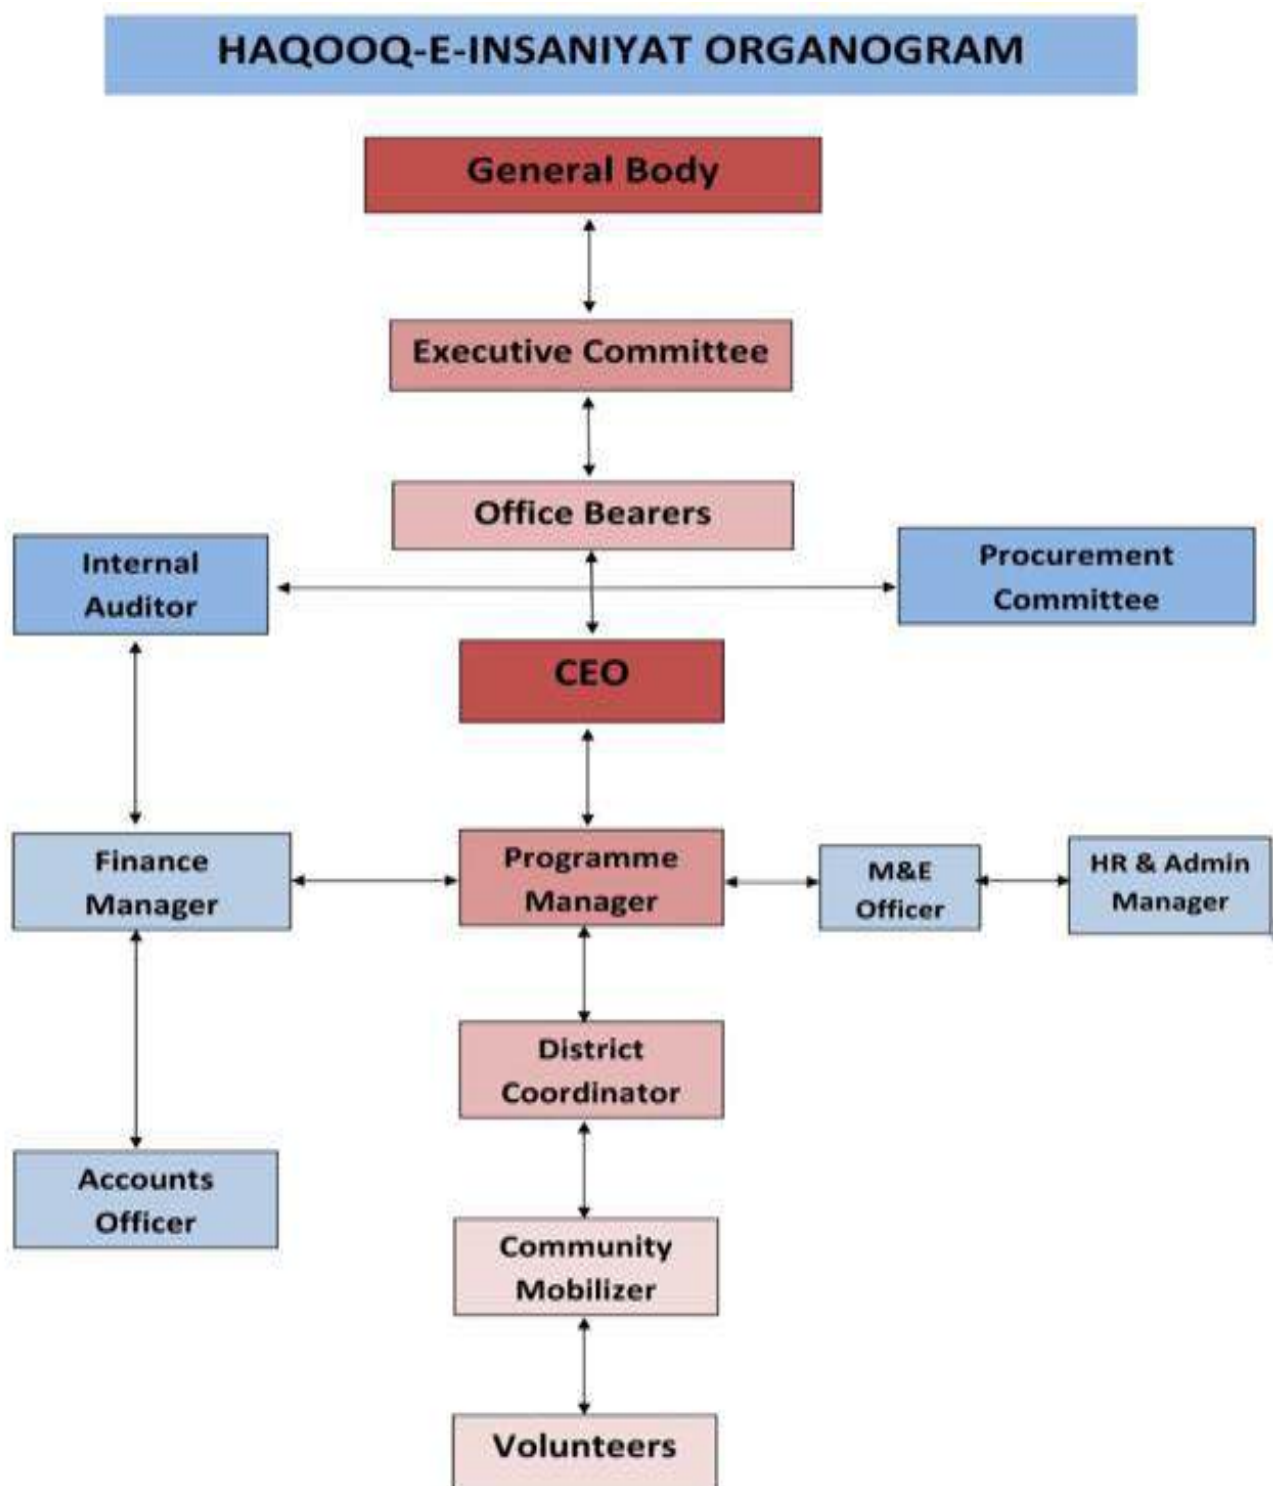 HAQOOQ-E-INSANIYAT ORGANOGRAM
General Body
Executive Committee
Office Bearers
Internal
Auditor
Procurement
Committee
CEO
Finance
Manager
Programme
Manager
M&E
Officer
HR & Admin
Manager
District
Coordinator
Accounts
Officer
Community
Mobilizer
Volunteers